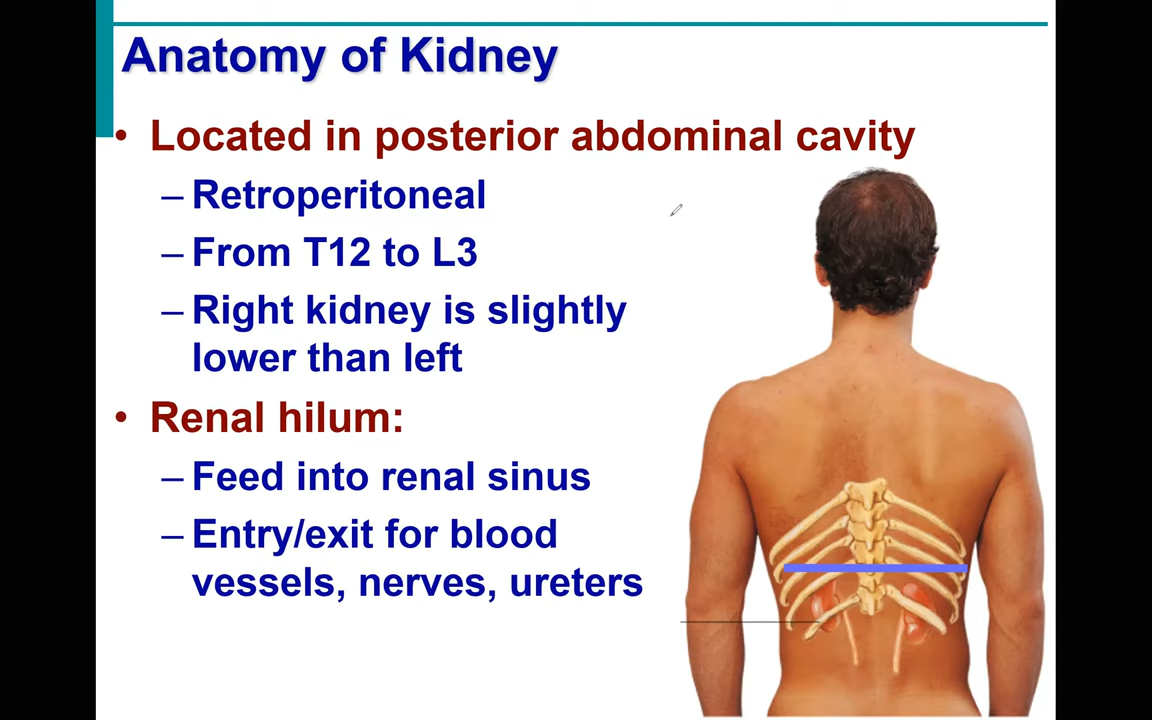 Anatomy of Kidney
• Located in posterior abdominal cavity
– Retroperitoneal
– From T12 to L3
– Right kidney is slightly
lower than left
• Renal hilum:
– Feed into renal sinus
– Entry/exit for blood
vessels, nerves, ureters